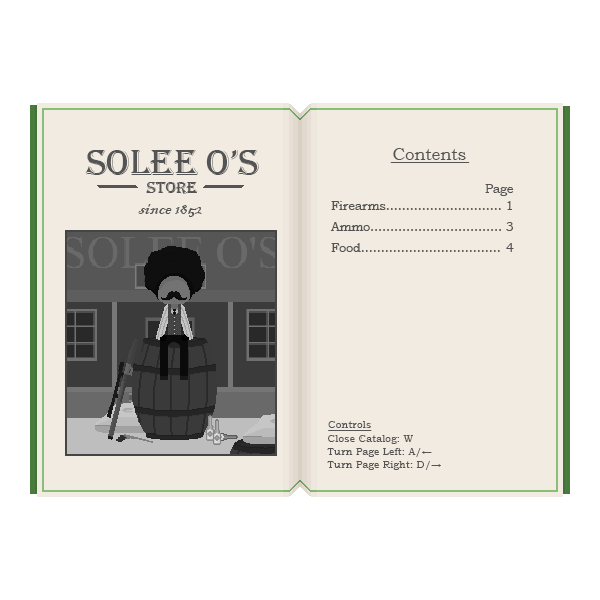 SOLEE O'S
STORE
since 1852
SOLEE O'S
Contents
Page
Firearms.............................. 1
Ammo................................. 3
Food.................................... 4
Controls
Close Catalog: W
Turn Page Left: A/←
Turn Page Right: D/→